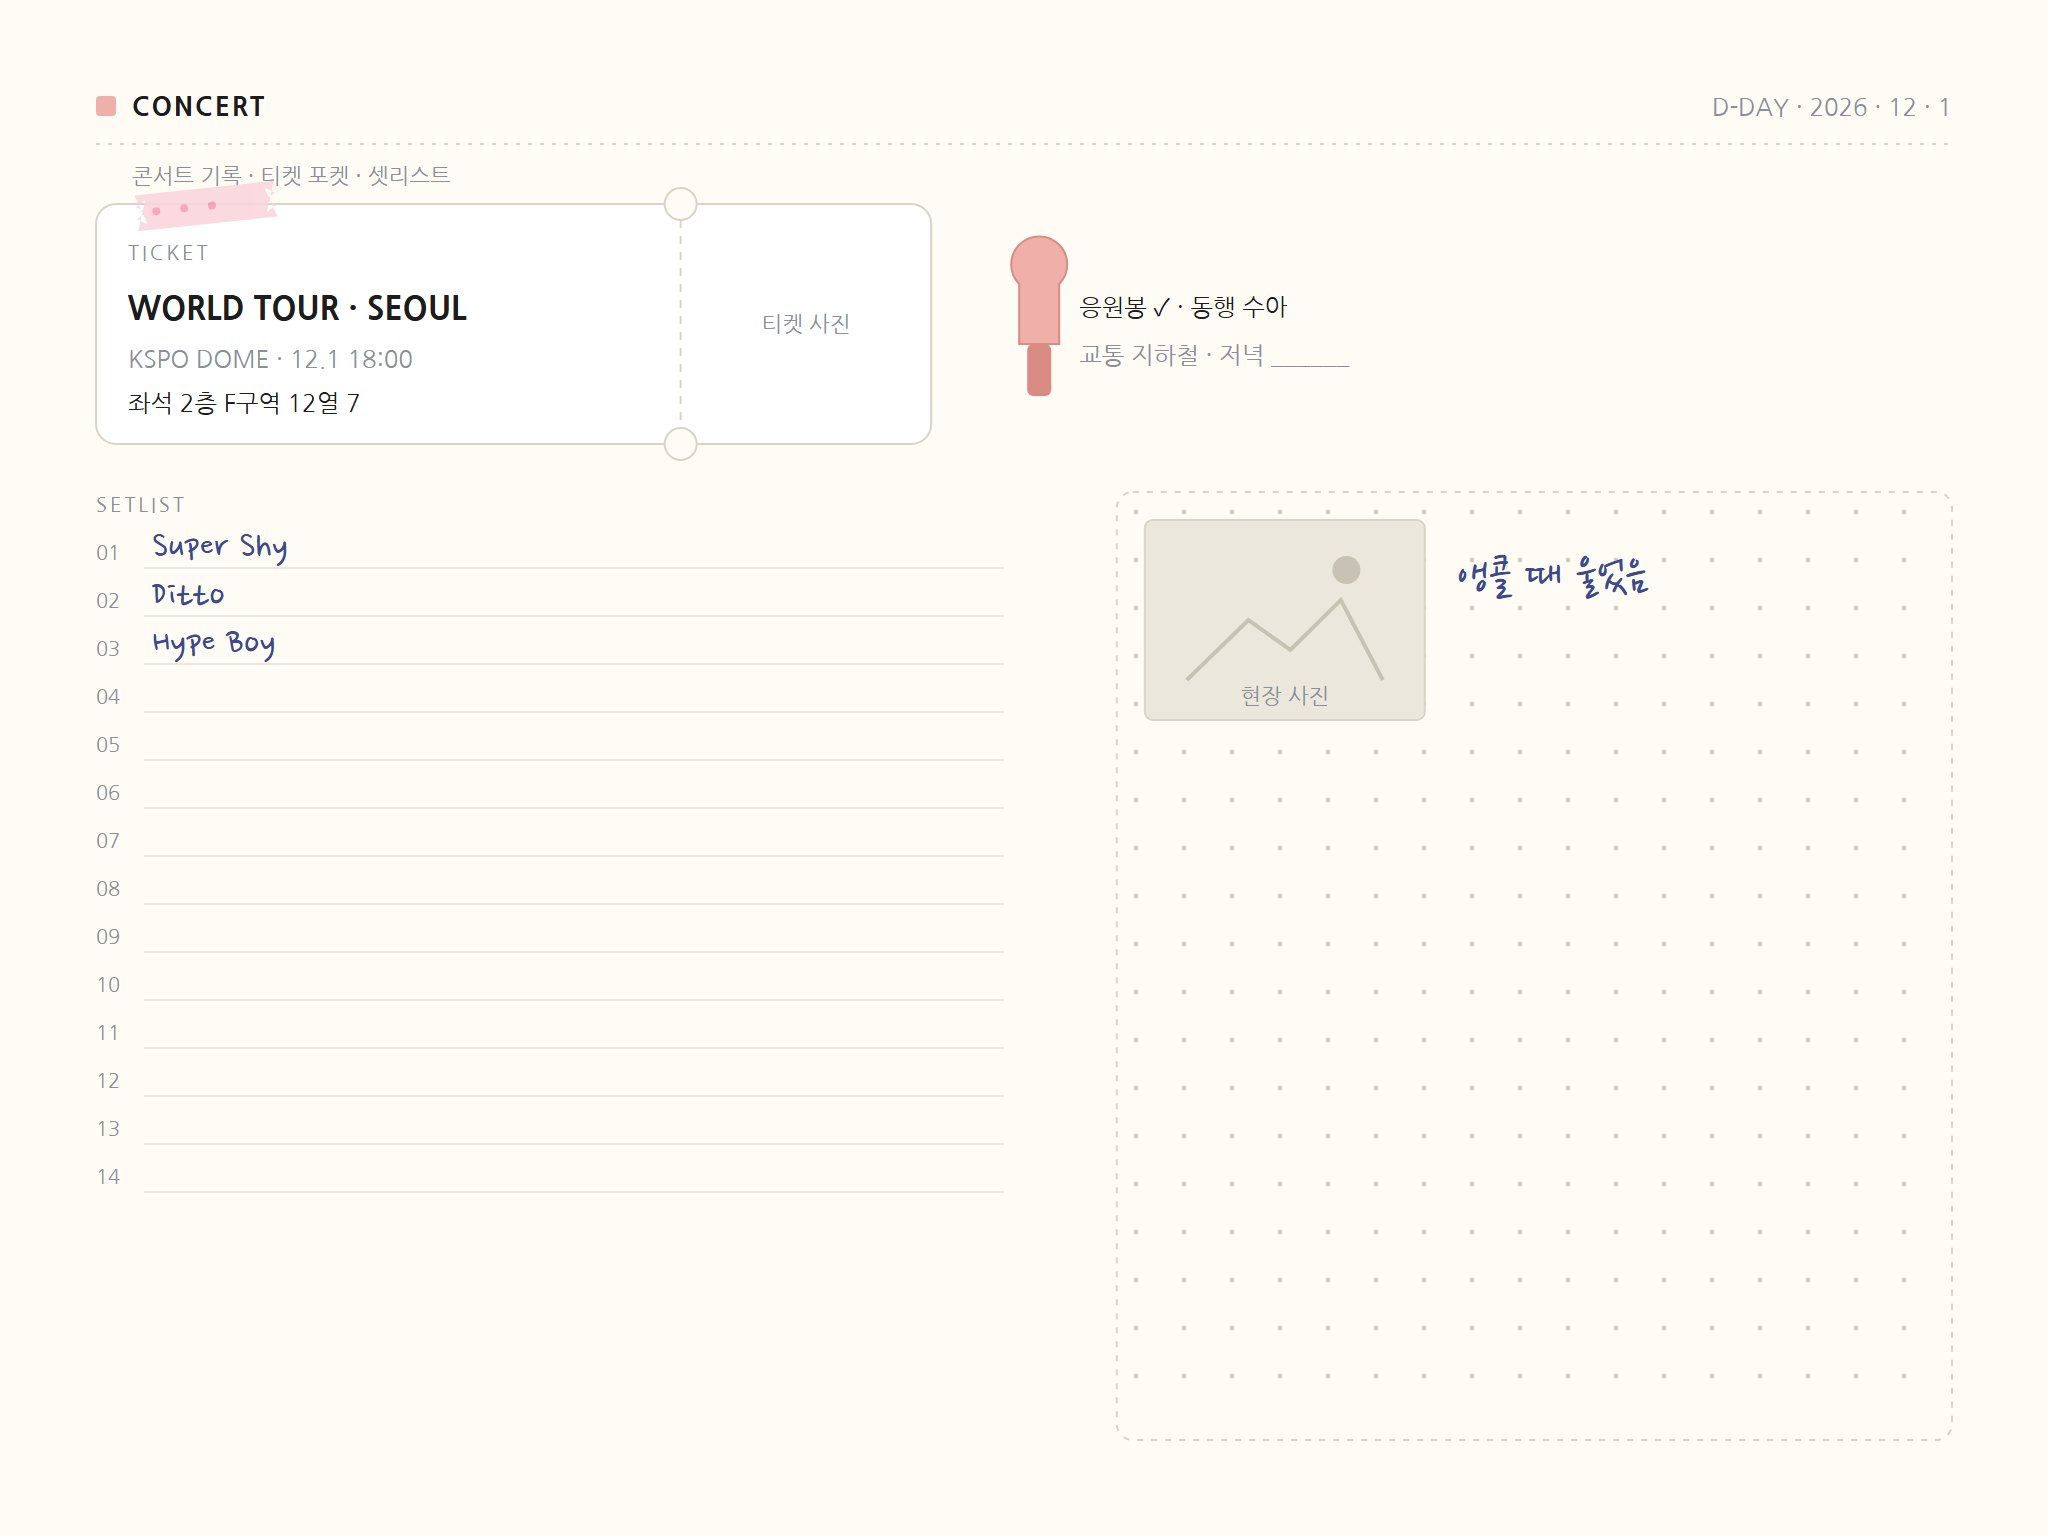 CONCERT
D-DAY · 2026 · 12 · 1
콘서트 기록 · 티켓 포켓 · 셋리스트
TICKET
WORLD TOUR · SEOUL
KSPO DOME · 12.1 18:00
좌석 2층 F구역 12열 7
티켓 사진
응원봉 ✓ · 동행 수아
교통 지하철 · 저녁 ______
SETLIST
01 Super Shy
02 Ditto
03 Hype Boy
04
05
06
07
08
09
10
11
12
13
14
현장 사진
앵콜 때 울었음